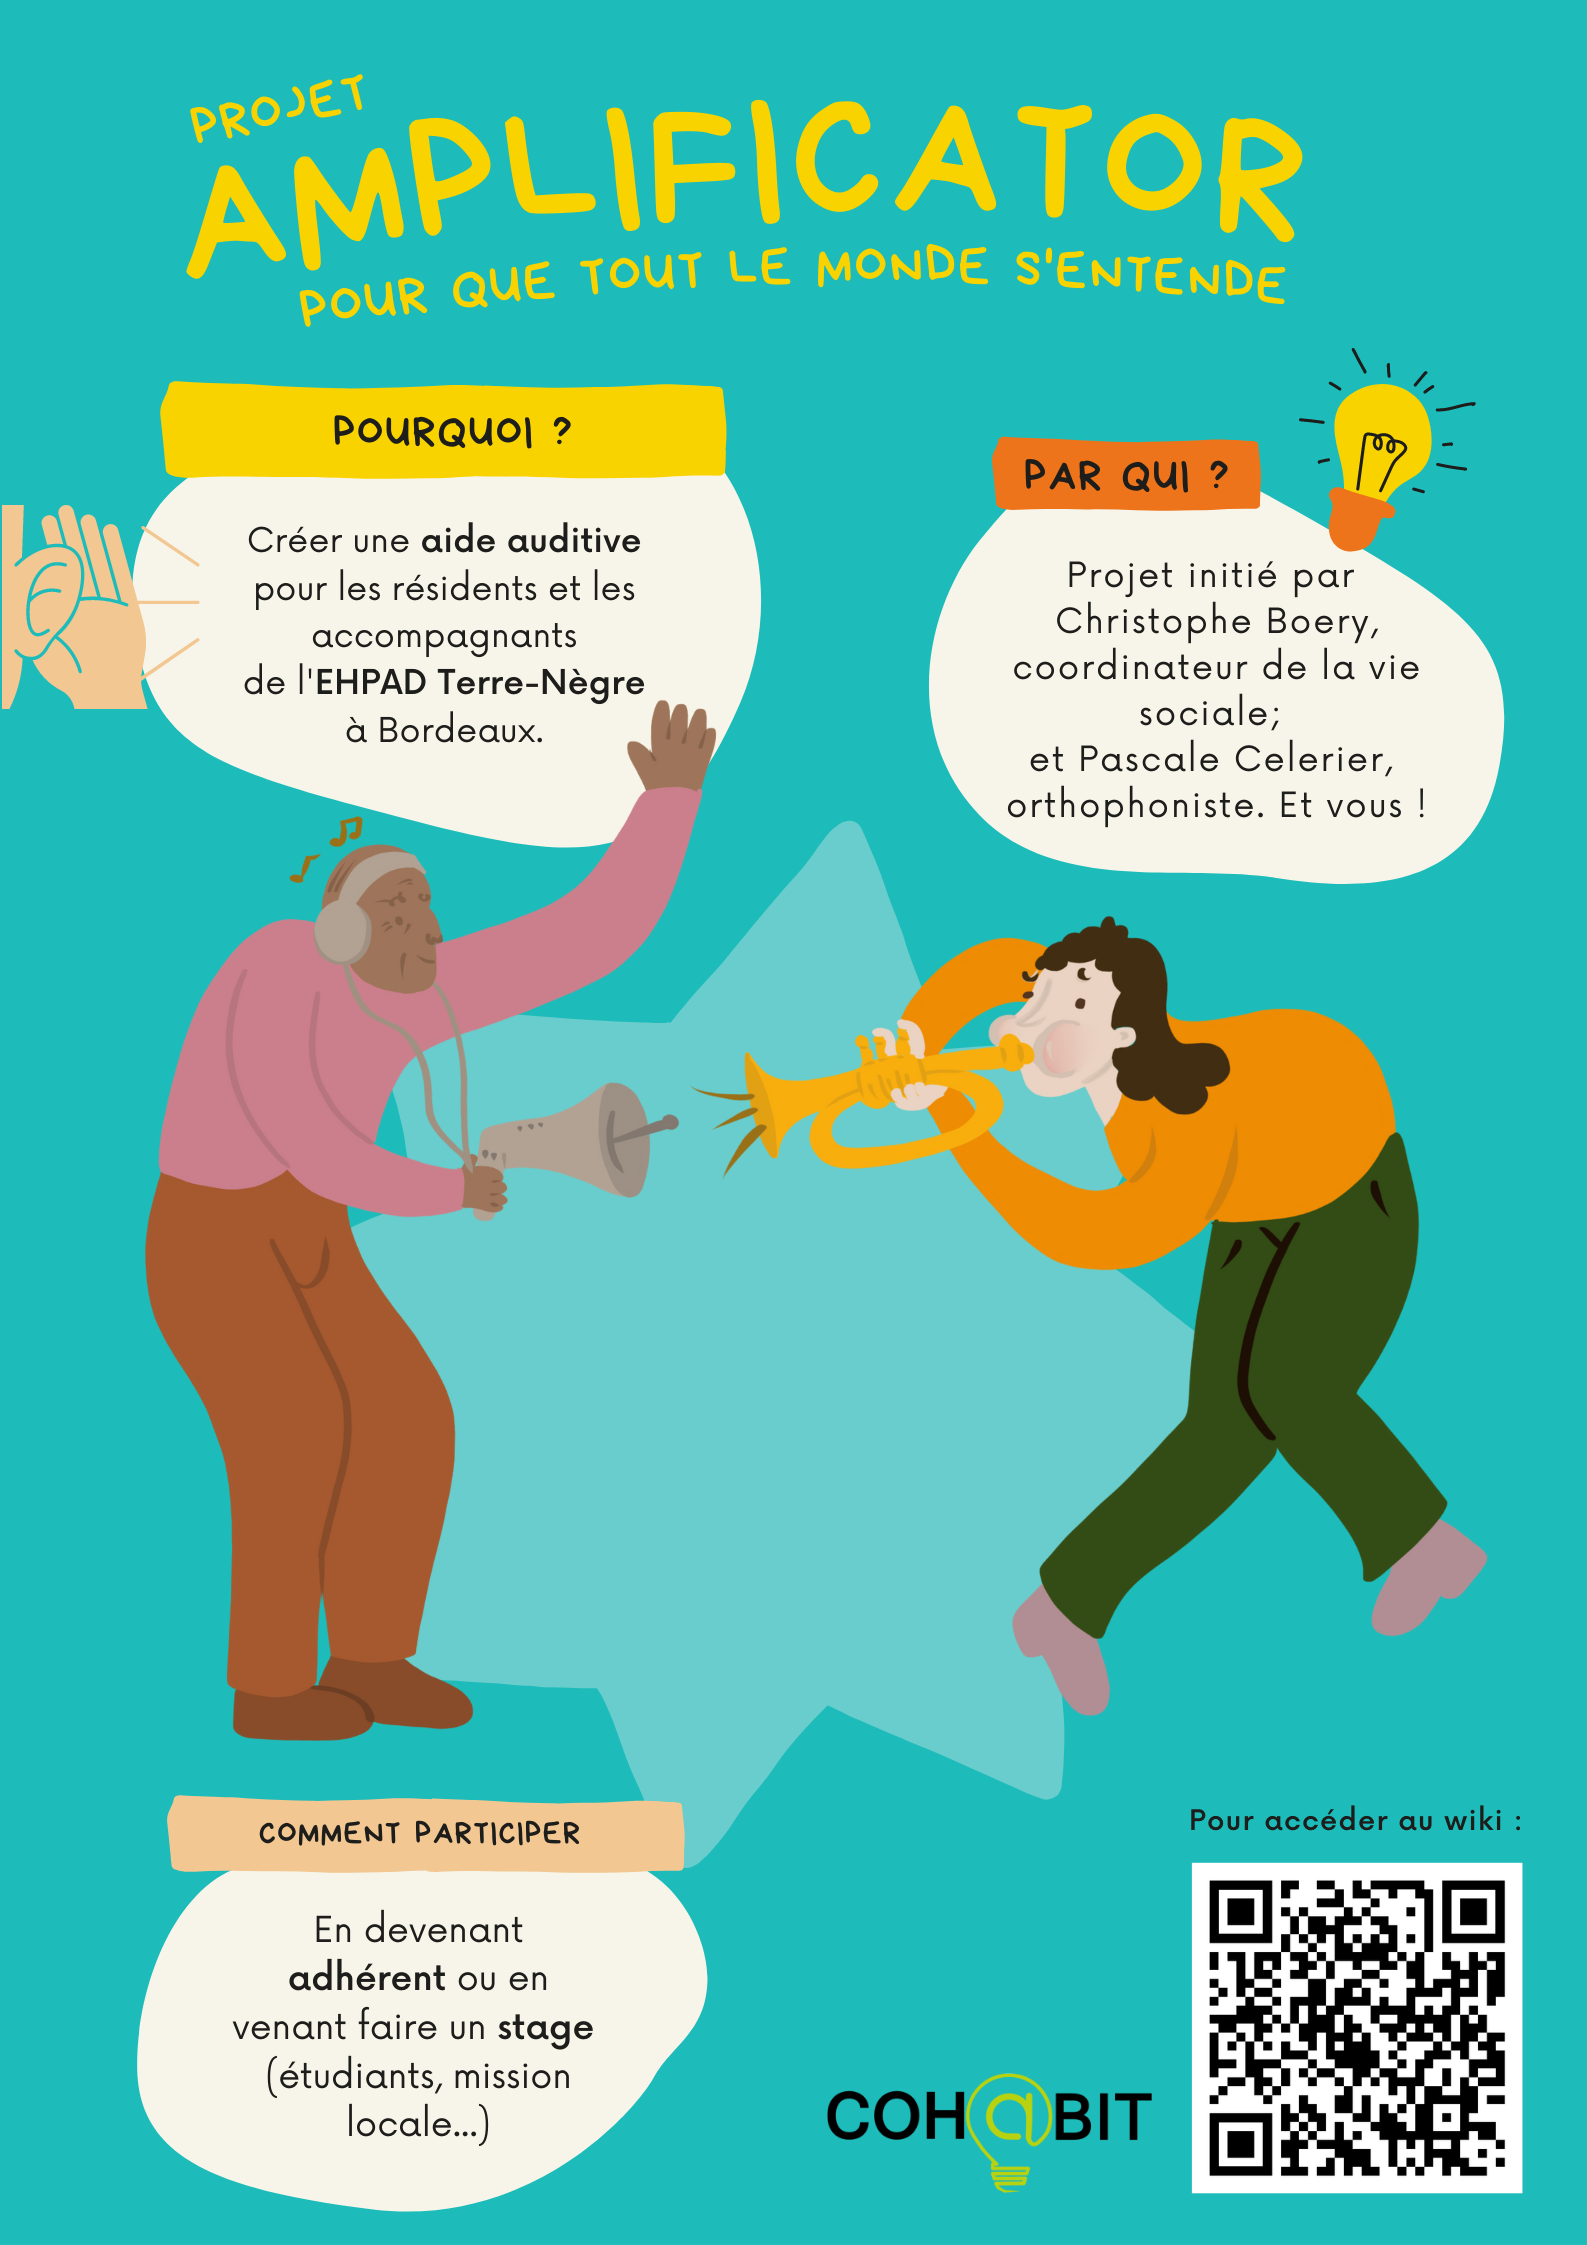 PROJET
AMPLIFICATOR
POUR QUE TOUT LE MONDE S'ENTENDE
POURQUOI ?
Créer une aide auditive
pour les résidents et les
accompagnants
de l'EHPAD Terre-Nègre
à Bordeaux.
PAR QUI ?
Projet initié par
Christophe Boery,
coordinateur de la vie
sociale;
et Pascale Celerier,
orthophoniste. Et vous !
COMMENT PARTICIPER
En devenant
adhérent ou en
venant faire un stage
(étudiants, mission
locale...)
Pour accéder au wiki :
COH@BIT